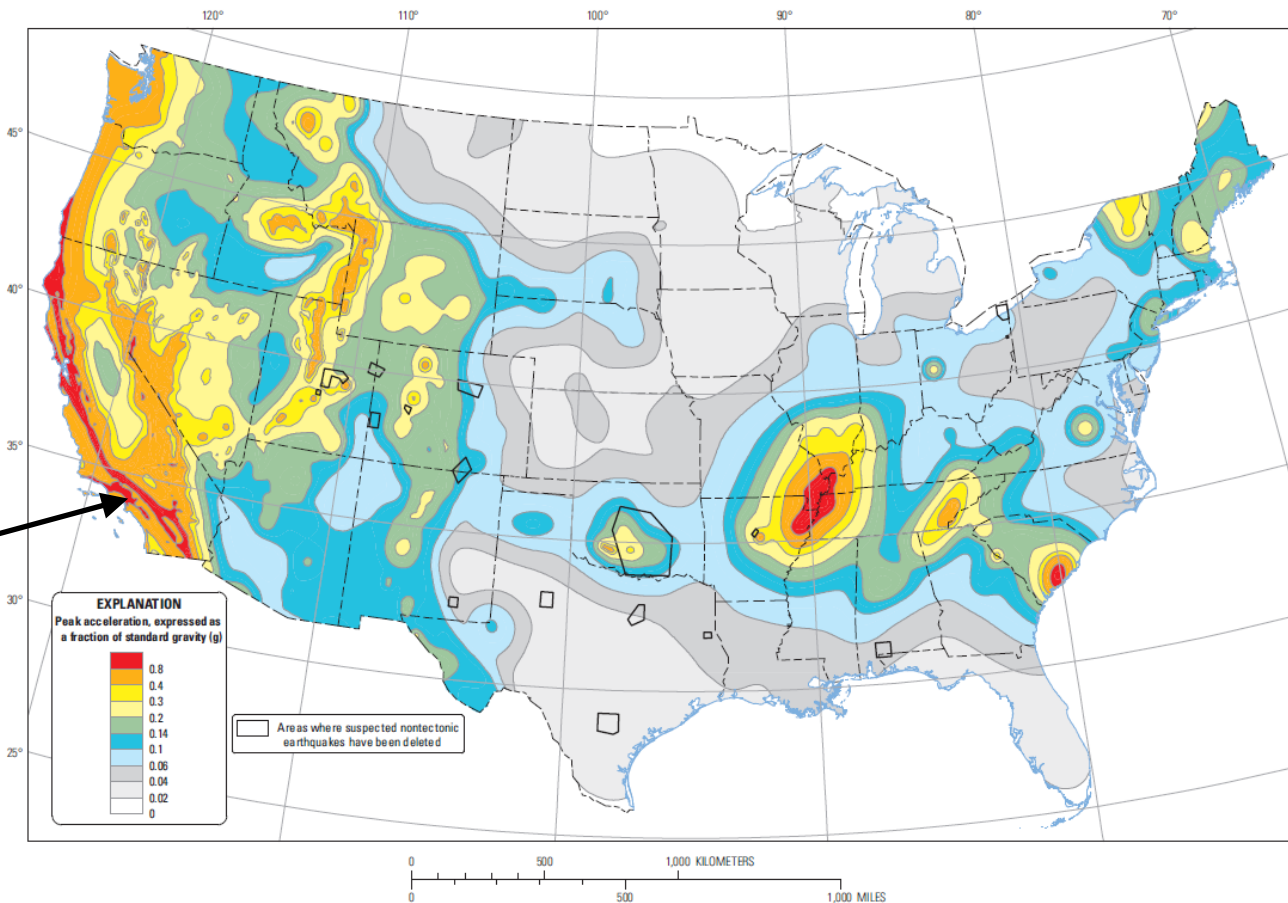 120° 110° 100° 90° 80° 70°
45°
40°
35°
30°
25°
EXPLANATION
Peak acceleration, expressed as
a fraction of standard gravity (g)
0.8
0.4
0.3
0.2
0.14
0.1
0.06
0.04
0.02
0
Areas where suspected nontectonic
earthquakes have been deleted
0 500 1,000 KILOMETERS
0 500 1,000 MILES